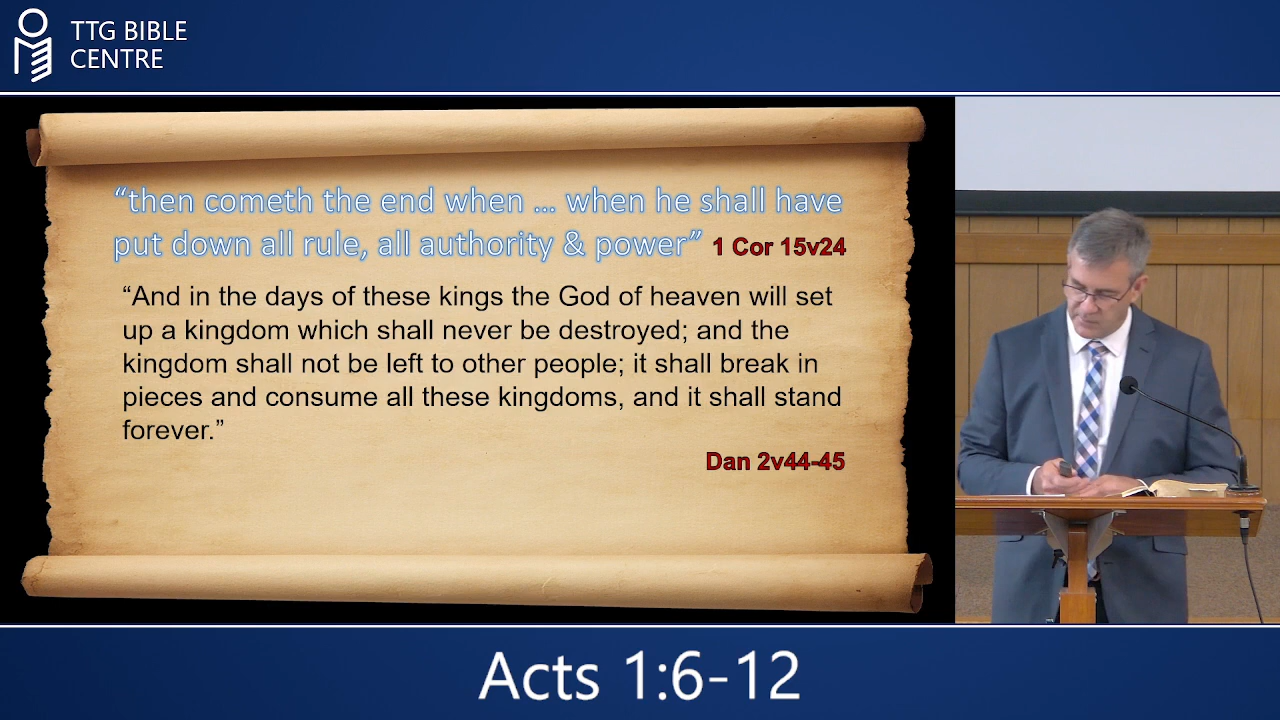 TTG BIBLE
CENTRE
“then cometh the end when ... when he shall have
put down all rule, all authority & power” 1 Cor 15v24
“And in the days of these kings the God of heaven will set
up a kingdom which shall never be destroyed; and the
kingdom shall not be left to other people; it shall break in
pieces and consume all these kingdoms, and it shall stand
forever.”
Dan 2v44-45
Acts 1:6-12